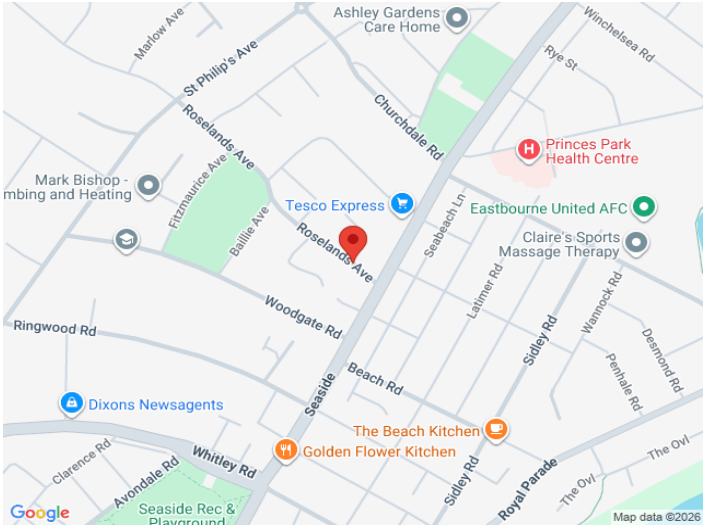 Ashley Gardens
Care Home
Winchelsea Rd
Marlow Ave
Rye St
St Philip's Ave
Churchdale Rd
Roselands Ave
Princes Park
Health Centre
Mark Bishop -
mbing and Heating
Fitzmaurice Ave
Tesco Express
Seabeach Ln
Eastbourne United AFC
Baillie Ave
Roselands Ave
Claire's Sports
Massage Therapy
Latimer Rd
Wannock Rd
Woodgate Rd
Ringwood Rd
Sidley Rd
Desmond Rd
Penhale Rd
Beach Rd
Seaside
Dixons Newsagents
The Beach Kitchen
Golden Flower Kitchen
Whitley Rd
The Ovl
Clarence Rd
Avondale Rd
Sidley Rd
Royal Parade
The Ovl
Seaside Rec &
Playground
Google
Map data ©2026
H